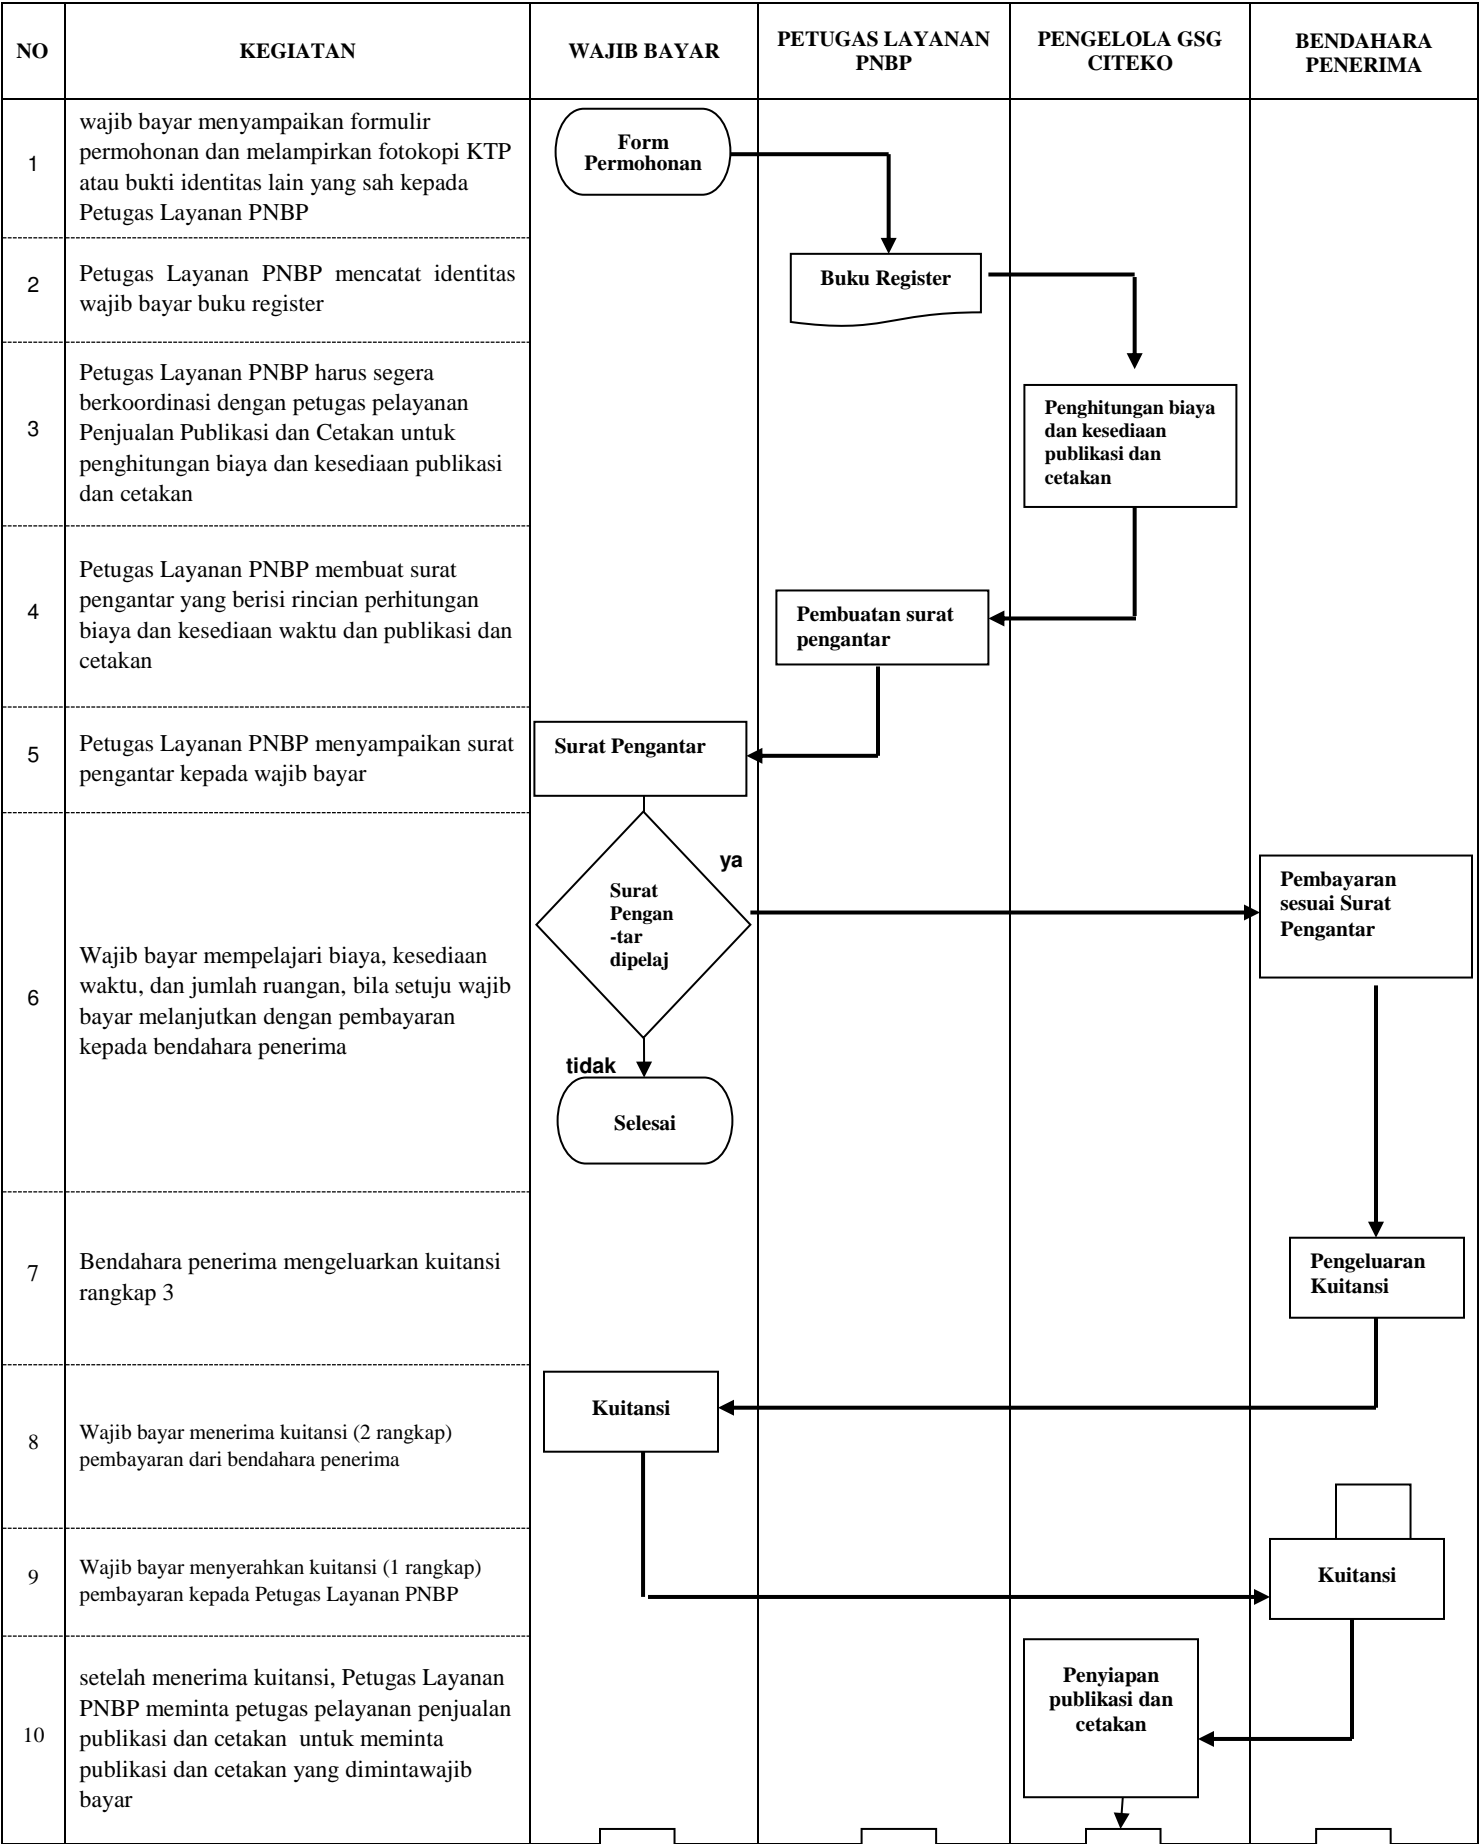 NO
KEGIATAN
WAJIB BAYAR
PETUGAS LAYANAN
PNBP
PENGELOLA GSG
CITEKO
BENDAHARA
PENERIMA
1
wajib bayar menyampaikan formulir
permohonan dan melampirkan fotokopi KTP
atau bukti identitas lain yang sah kepada
Petugas Layanan PNBP
Form
Permohonan
2
Petugas Layanan PNBP mencatat identitas
wajib bayar buku register
Buku Register
3
Petugas Layanan PNBP harus segera
berkoordinasi dengan petugas pelayanan
Penjualan Publikasi dan Cetakan untuk
penghitungan biaya dan kesediaan publikasi
dan cetakan
Penghitungan biaya
dan kesediaan
publikasi dan
cetakan
4
Petugas Layanan PNBP membuat surat
pengantar yang berisi rincian perhitungan
biaya dan kesediaan waktu dan publikasi dan
cetakan
Pembuatan surat
pengantar
5
Petugas Layanan PNBP menyampaikan surat
pengantar kepada wajib bayar
Surat Pengantar
6
Wajib bayar mempelajari biaya, kesediaan
waktu, dan jumlah ruangan, bila setuju wajib
bayar melanjutkan dengan pembayaran
kepada bendahara penerima
Surat
Pengan
-tar
dipelaj
ya
tidak
Selesai
Pembayaran
sesuai Surat
Pengantar
7
Bendahara penerima mengeluarkan kuitansi
rangkap 3
Pengeluaran
Kuitansi
8
Wajib bayar menerima kuitansi (2 rangkap)
pembayaran dari bendahara penerima
Kuitansi
9
Wajib bayar menyerahkan kuitansi (1 rangkap)
pembayaran kepada Petugas Layanan PNBP
Kuitansi
10
setelah menerima kuitansi, Petugas Layanan
PNBP meminta petugas pelayanan penjualan
publikasi dan cetakan  untuk meminta
publikasi dan cetakan yang dimintawajib
bayar
Penyiapan
publikasi dan
cetakan